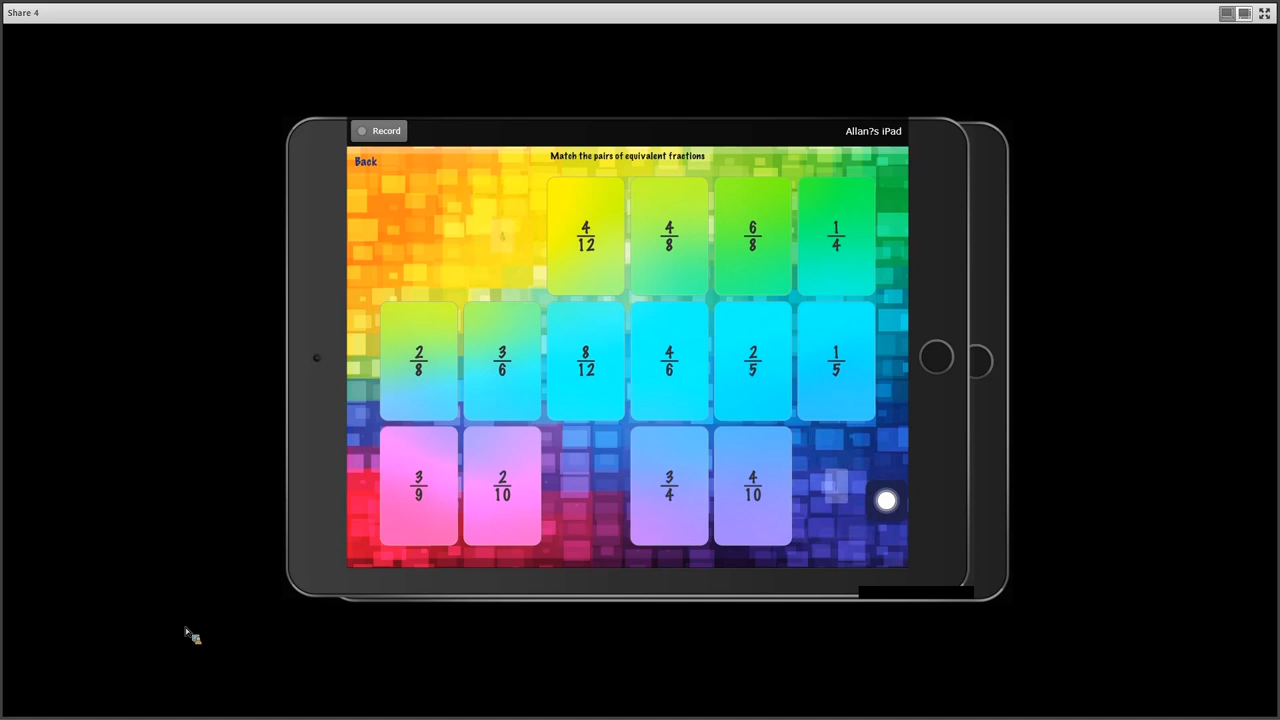 Share 4
Record
Allan?s iPad
Back
Match the pairs of equivalent fractions
4/12
4/8
6/8
1/4
2/8
3/6
8/12
4/6
2/5
1/5
3/9
2/10
3/4
4/10